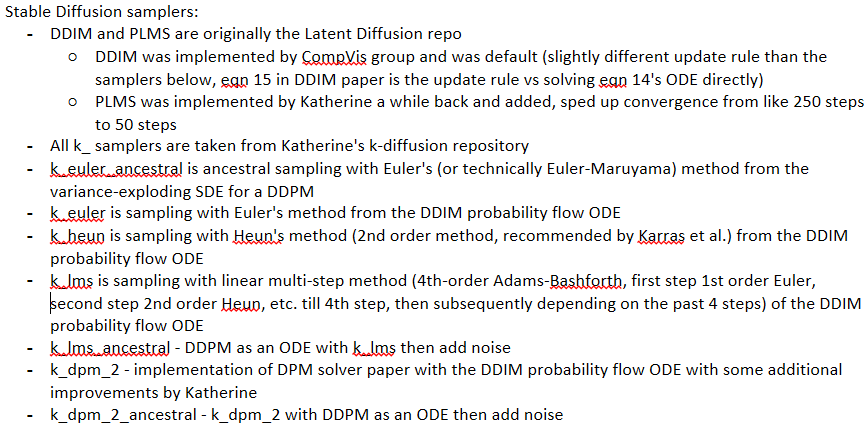 Stable Diffusion samplers:
- DDIM and PLMS are originally the Latent Diffusion repo
o DDIM was implemented by CompVis group and was default (slightly different update rule than the
samplers below, eqn 15 in DDIM paper is the update rule vs solving eqn 14's ODE directly)
o PLMS was implemented by Katherine a while back and added, sped up convergence from like 250 steps
to 50 steps
- All k_ samplers are taken from Katherine's k-diffusion repository
- k_euler_ancestral is ancestral sampling with Euler's (or technically Euler-Maruyama) method from the
variance-exploding SDE for a DDPM
- k_euler is sampling with Euler's method from the DDIM probability flow ODE
- k_heun is sampling with Heun's method (2nd order method, recommended by Karras et al.) from the DDIM
probability flow ODE
- k_lms is sampling with linear multi-step method (4th-order Adams-Bashforth, first step 1st order Euler,
second step 2nd order Heun, etc. till 4th step, then subsequently depending on the past 4 steps) of the DDIM
probability flow ODE
- k_lms_ancestral - DDPM as an ODE with k_lms then add noise
- k_dpm_2 - implementation of DPM solver paper with the DDIM probability flow ODE with some additional
improvements by Katherine
- k_dpm_2_ancestral - k_dpm_2 with DDPM as an ODE then add noise